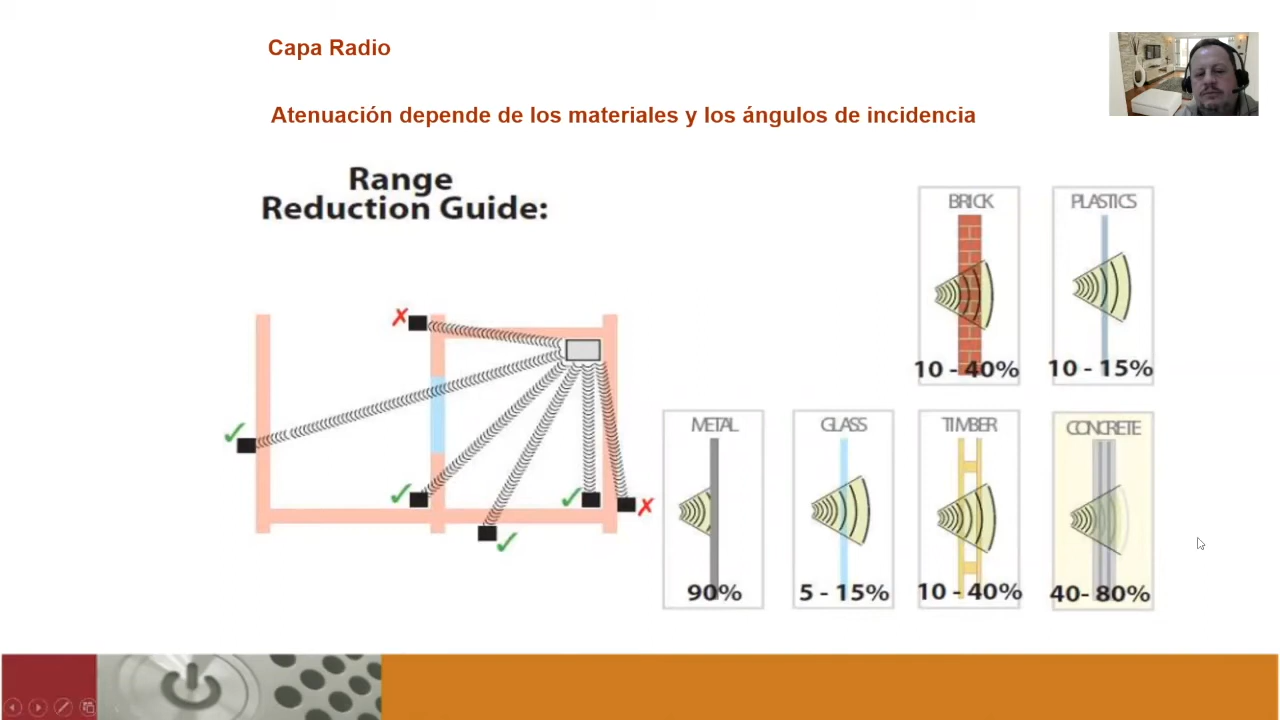 Capa Radio
Atenuación depende de los materiales y los ángulos de incidencia
Range
Reduction Guide:
BRICK
10 - 40%
PLASTICS
10 - 15%
METAL
90%
GLASS
5 - 15%
TIMBER
10 - 40%
CONCRETE
40- 80%